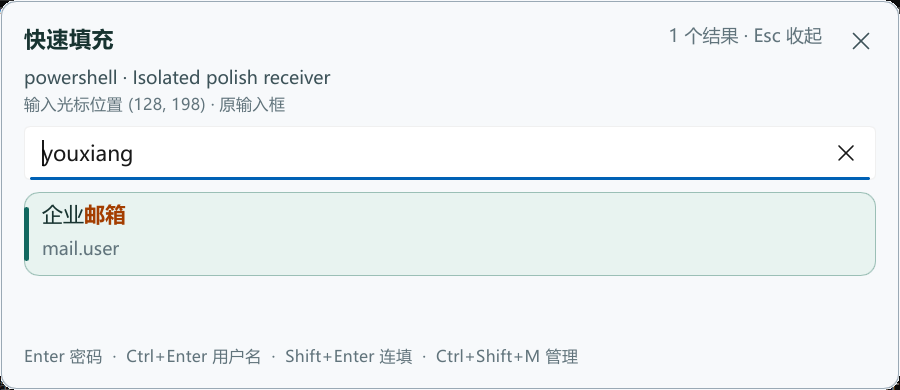 快速填充
1 个结果 · Esc 收起
powershell · Isolated polish receiver
输入光标位置 (128, 198) · 原输入框
youxiang
企业邮箱
mail.user
Enter 密码 · Ctrl+Enter 用户名 · Shift+Enter 连填 · Ctrl+Shift+M 管理